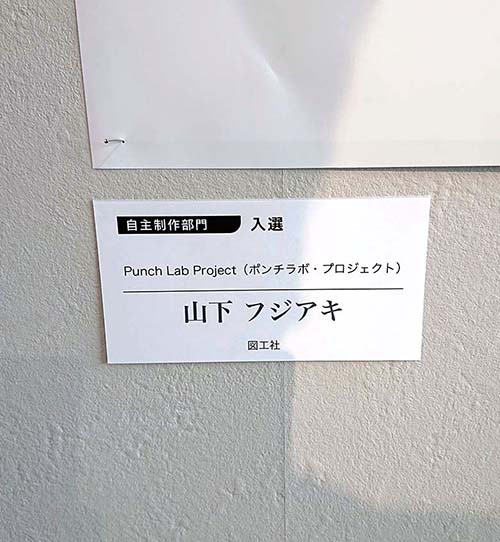 自主制作部門 入選
Punch Lab Project（ポンチラボ・プロジェクト）
山下 フジアキ
図工社